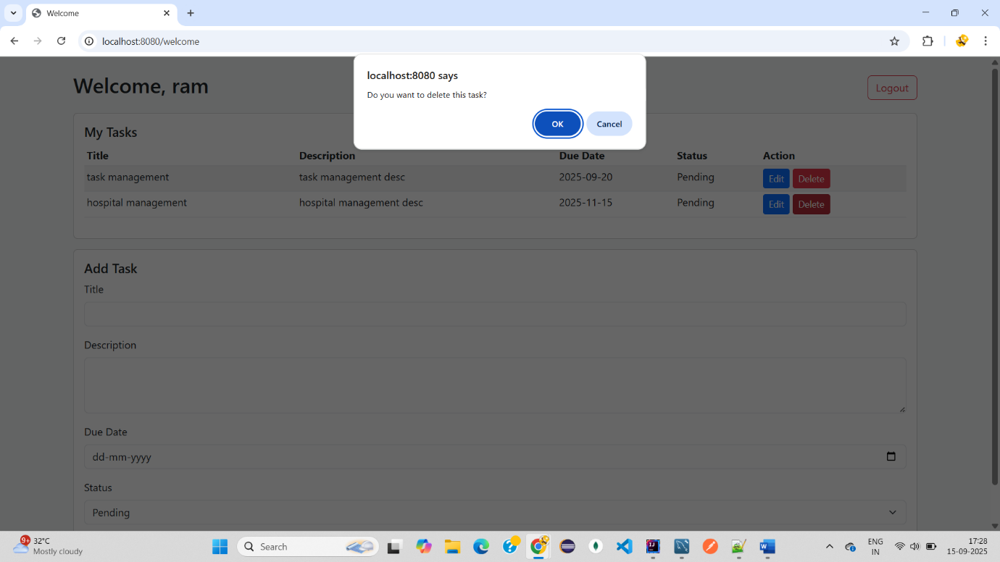 Welcome
localhost:8080/welcome
localhost:8080 says
Do you want to delete this task?
OK Cancel
Welcome, ram
Logout
My Tasks
Title Description Due Date Status Action
task management task management desc 2025-09-20 Pending Edit Delete
hospital management hospital management desc 2025-11-15 Pending Edit Delete
Add Task
Title
Description
Due Date
dd-mm-yyyy
Status
Pending
9+
32°C
Mostly cloudy
Search
ENG
IN
17:28
15-09-2025